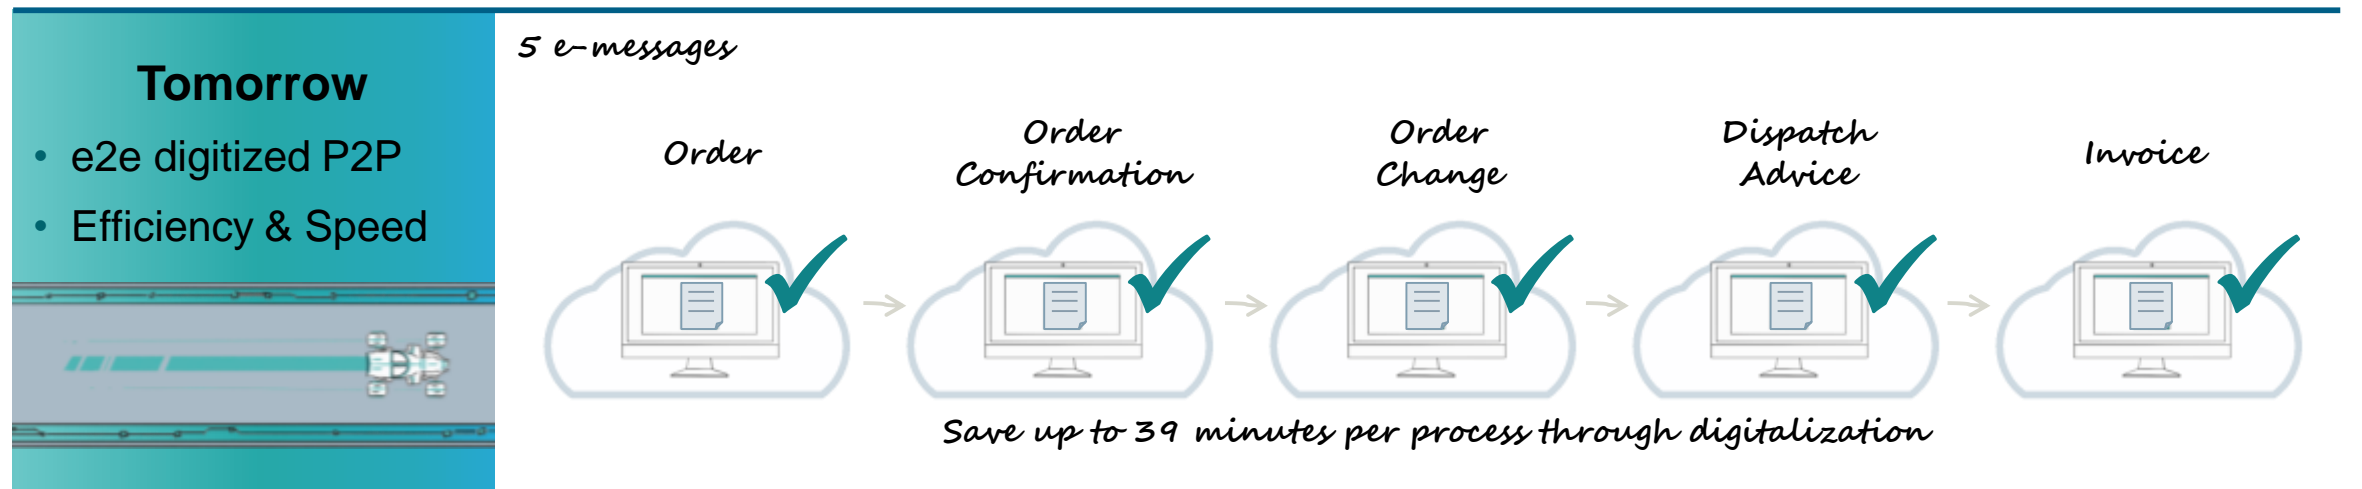 Tomorrow
• e2e digitized P2P
• Efficiency & Speed
5 e-messages
Order
Order
Confirmation
Order
Change
Dispatch
Advice
Invoice
Save up to 39 minutes per process through digitalization